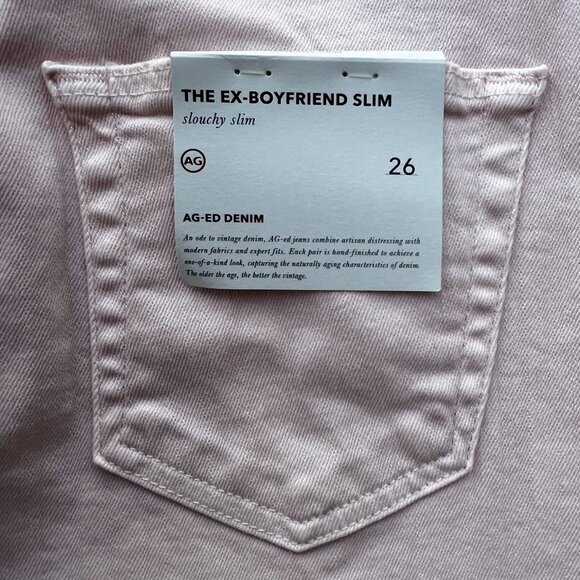 THE EX-BOYFRIEND SLIM
slouchy slim
AG 26
AG-ED DENIM
An ode to vintage denim, AG-ed jeans combine artisan distressing with
modern fabrics and expert fits. Each pair is hand-finished to achieve a
one-of-a-kind look, capturing the naturally aging characteristics of denim.
The older the age, the better the vintage.